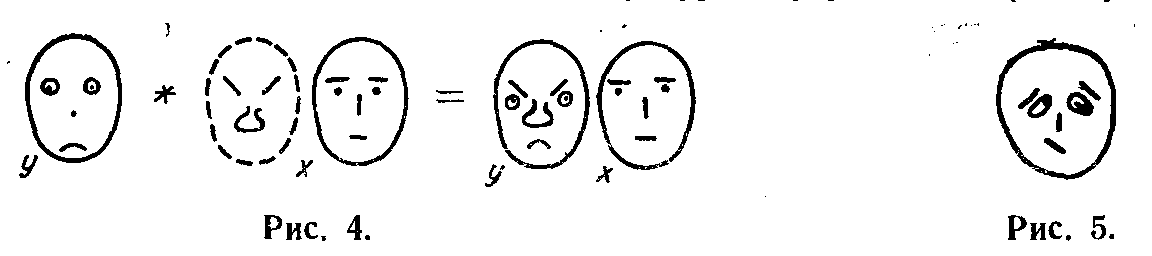 * =
y x y x
Рис. 4. Рис. 5.